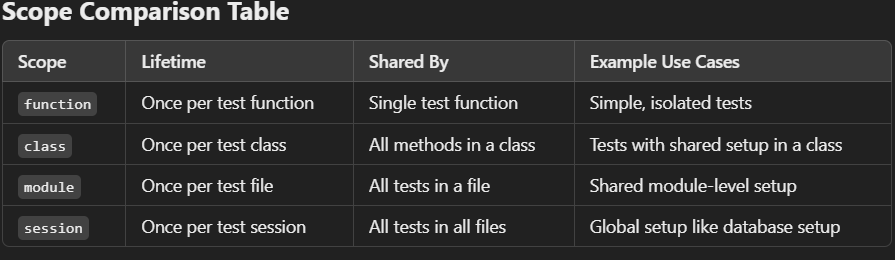 Scope Comparison Table
Scope Lifetime Shared By Example Use Cases
function Once per test function Single test function Simple, isolated tests
class Once per test class All methods in a class Tests with shared setup in a class
module Once per test file All tests in a file Shared module-level setup
session Once per test session All tests in all files Global setup like database setup